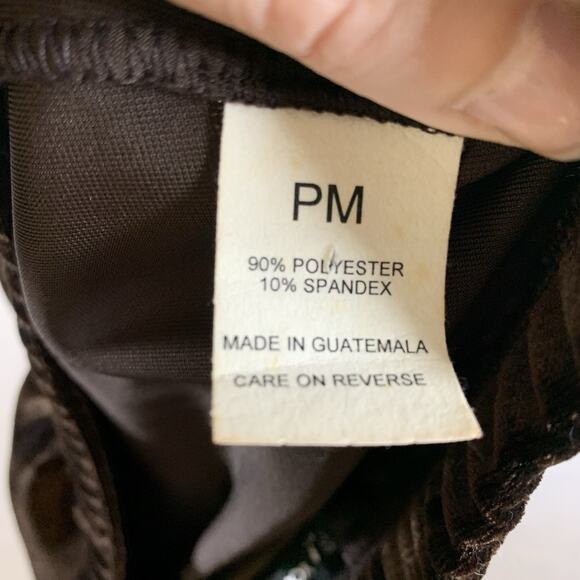 PM
90% POLYESTER
10% SPANDEX
MADE IN GUATEMALA
CARE ON REVERSE